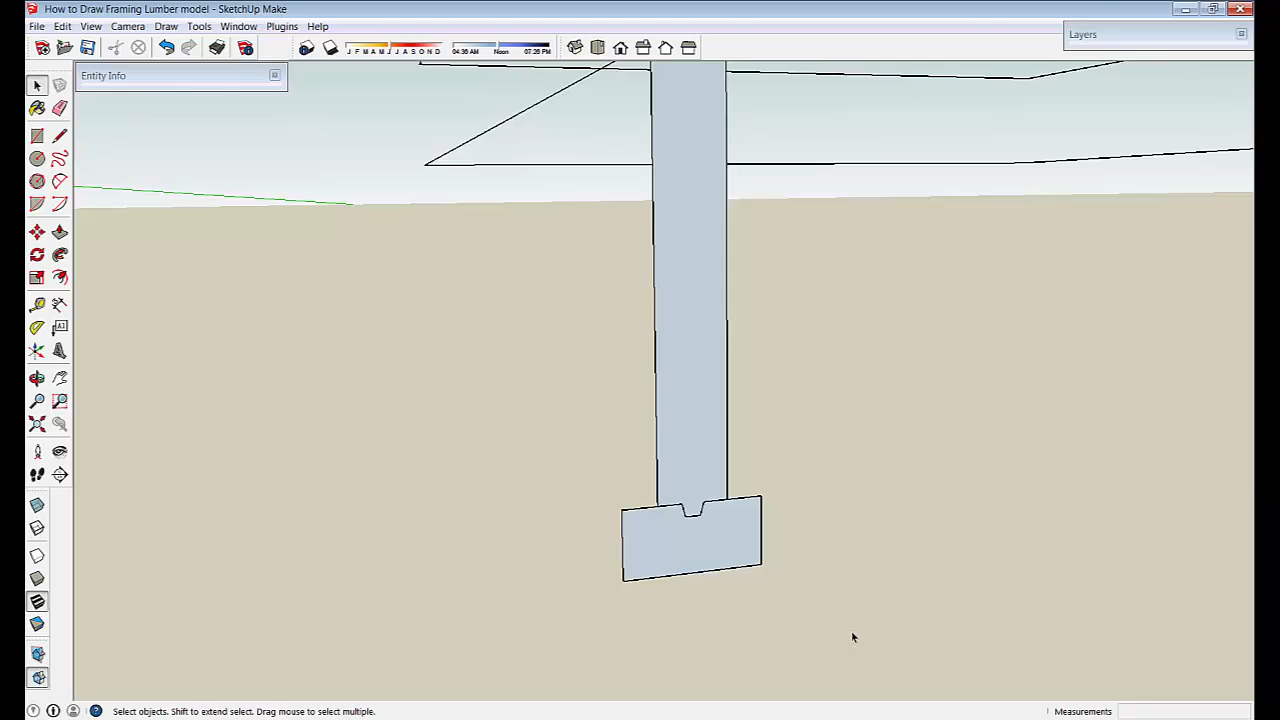 How to Draw Framing Lumber model - SketchUp Make
File Edit View Camera Draw Tools Window Plugins Help
J F M A M J J A S O N D
04:36 AM Noon 07:26 PM
Layers
Entity Info
Select objects. Shift to extend select. Drag mouse to select multiple.
Measurements